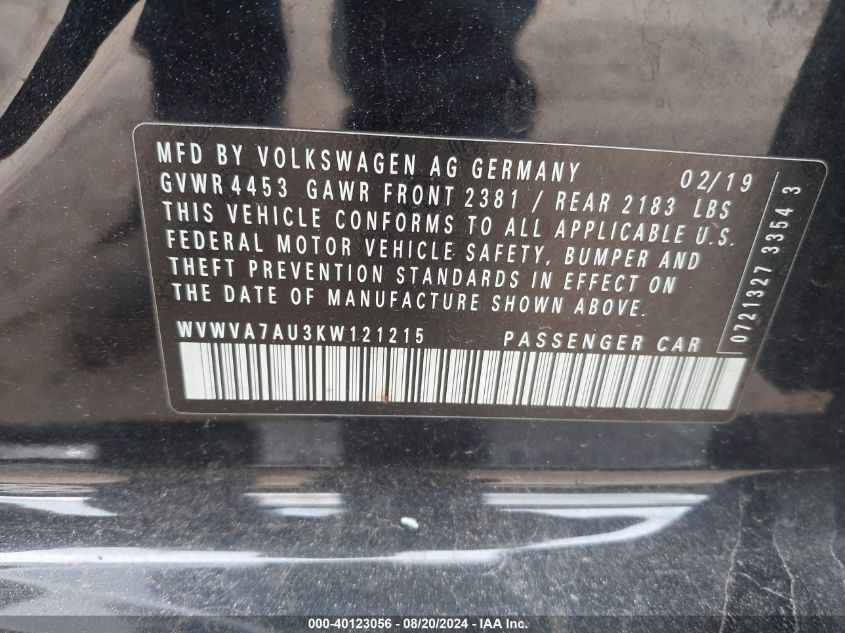 MFD BY VOLKSWAGEN AG GERMANY 02/19
GVWR 4453 GAWR FRONT 2381 / REAR 2183 LBS
THIS VEHICLE CONFORMS TO ALL APPLICABLE U.S.
FEDERAL MOTOR VEHICLE SAFETY, BUMPER AND
THEFT PREVENTION STANDARDS IN EFFECT ON
THE DATE OF MANUFACTURE SHOWN ABOVE.
WVWVA7AU3KW121215 PASSENGER CAR
0721327 33543
000-40123056 - 08/20/2024 - IAA Inc.